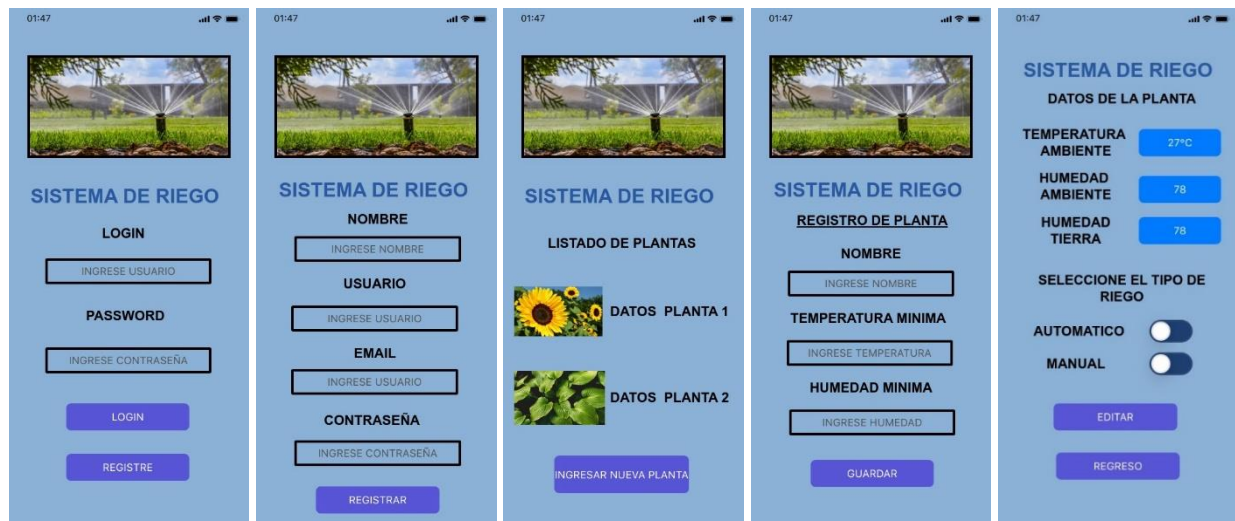 01:47
SISTEMA DE RIEGO
LOGIN
INGRESE USUARIO
PASSWORD
INGRESE CONTRASEÑA
LOGIN
REGISTRE
01:47
SISTEMA DE RIEGO
NOMBRE
INGRESE NOMBRE
USUARIO
INGRESE USUARIO
EMAIL
INGRESE USUARIO
CONTRASEÑA
INGRESE CONTRASEÑA
REGISTRAR
01:47
SISTEMA DE RIEGO
LISTADO DE PLANTAS
DATOS PLANTA 1
DATOS PLANTA 2
INGRESAR NUEVA PLANTA
01:47
SISTEMA DE RIEGO
REGISTRO DE PLANTA
NOMBRE
INGRESE NOMBRE
TEMPERATURA MINIMA
INGRESE TEMPERATURA
HUMEDAD MINIMA
INGRESE HUMEDAD
GUARDAR
01:47
SISTEMA DE RIEGO
DATOS DE LA PLANTA
TEMPERATURA
AMBIENTE
27°C
HUMEDAD
AMBIENTE
78
HUMEDAD
TIERRA
78
SELECCIONE EL TIPO DE
RIEGO
AUTOMATICO
MANUAL
EDITAR
REGRESO